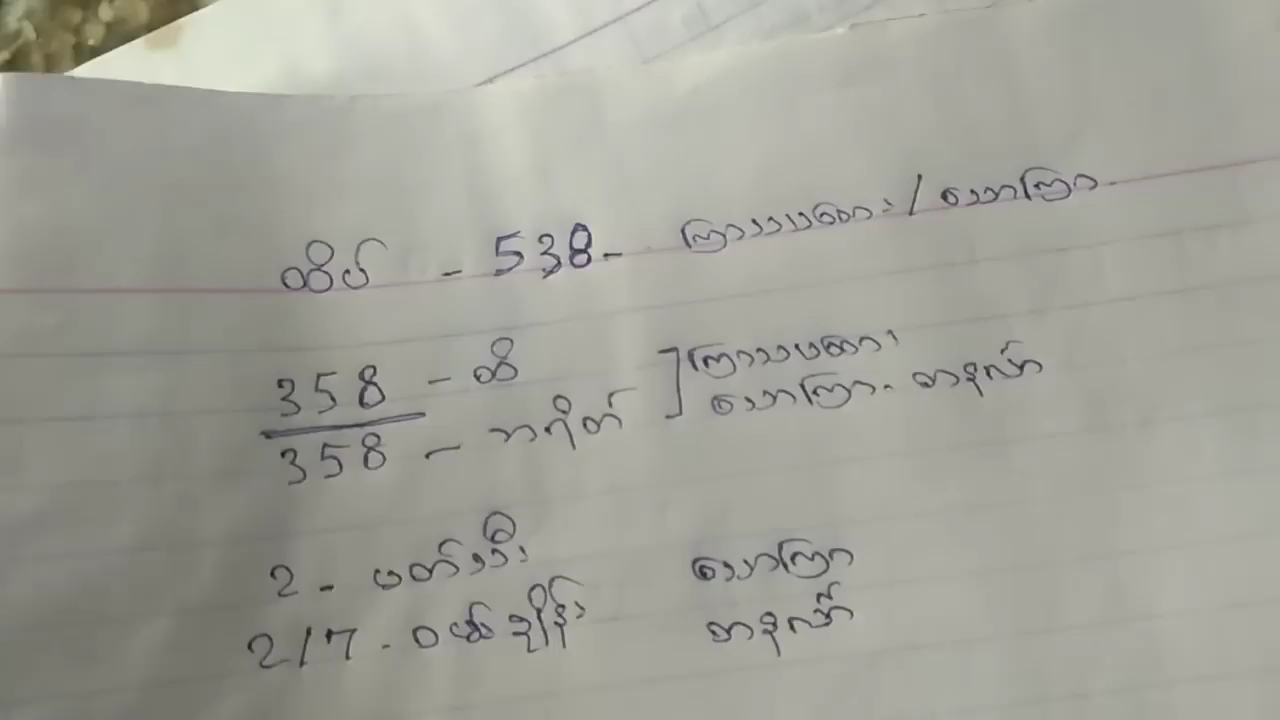 ထိပ် - 538 - ကြာသပတေး / သောကြာ
358 - ထိ ] ကြာသပတေး
358 - ဘရိတ် သောကြာ - တနင်္လာ
2 - ပတ်သီး သောကြာ
2/7 - ဝမ်းချိန်း တနင်္လာ